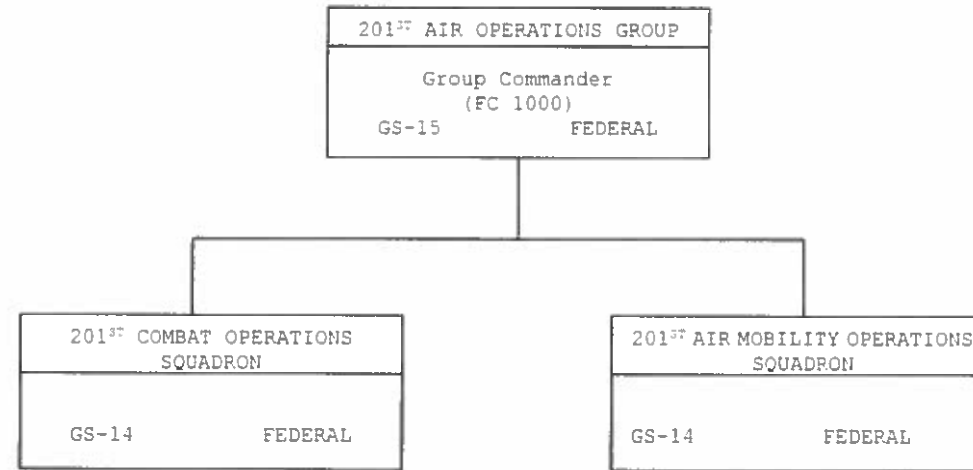 201ST AIR OPERATIONS GROUP
Group Commander
(FC 1000)
GS-15 FEDERAL
201ST COMBAT OPERATIONS
SQUADRON
GS-14 FEDERAL
201ST AIR MOBILITY OPERATIONS
SQUADRON
GS-14 FEDERAL